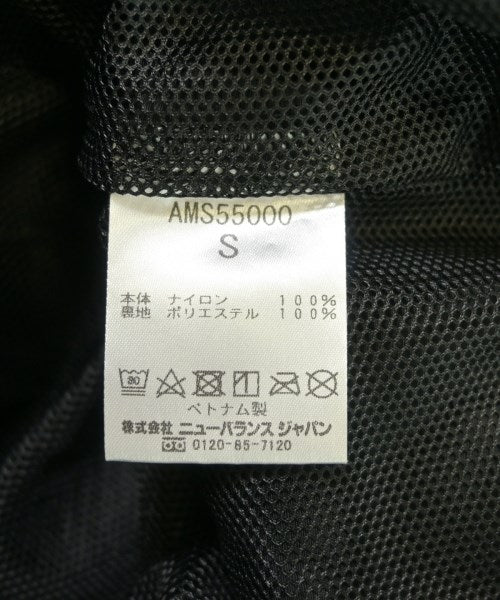 AMS55000
S
本体 ナイロン 100%
裏地 ポリエステル 100%
ベトナム製
株式会社 ニューバランス ジャパン
0120-85-7120